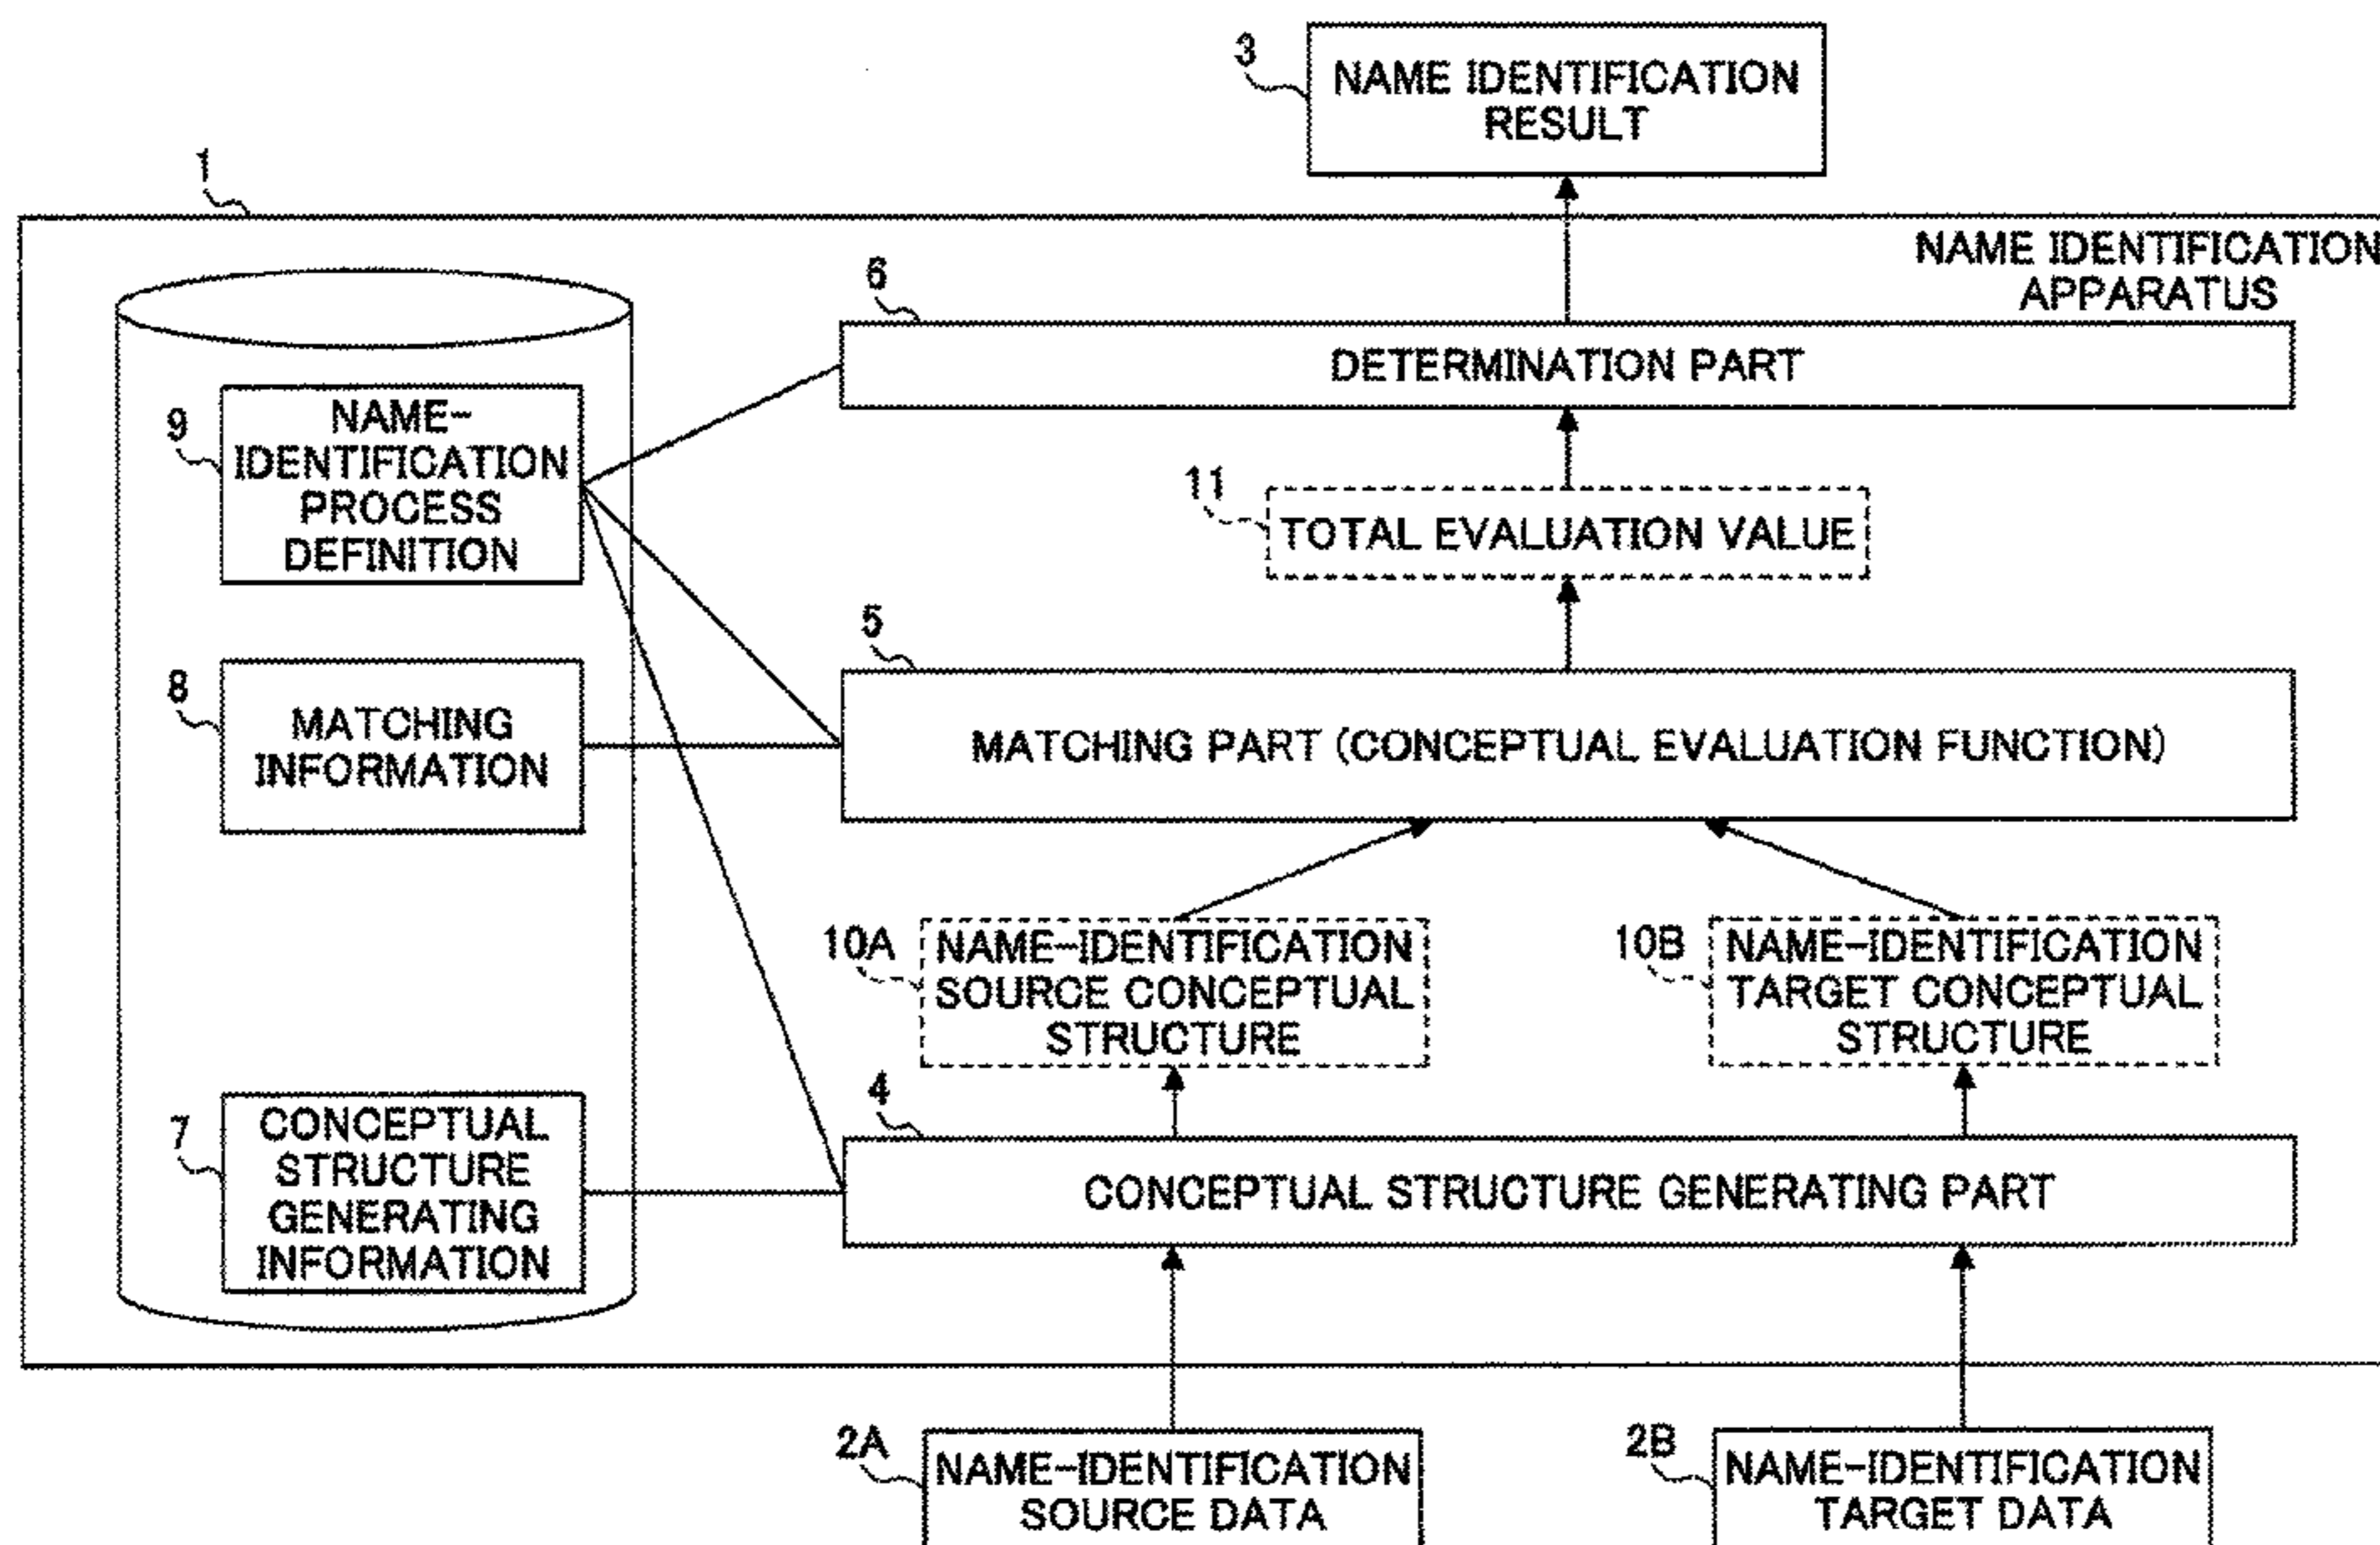 3
NAME IDENTIFICATION
RESULT
1
NAME IDENTIFICATION
APPARATUS
6
DETERMINATION PART
9
NAME-
IDENTIFICATION
PROCESS
DEFINITION
11
TOTAL EVALUATION VALUE
5
8
MATCHING
INFORMATION
MATCHING PART (CONCEPTUAL EVALUATION FUNCTION)
10A
NAME-IDENTIFICATION
SOURCE CONCEPTUAL
STRUCTURE
10B
NAME-IDENTIFICATION
TARGET CONCEPTUAL
STRUCTURE
4
7
CONCEPTUAL
STRUCTURE
GENERATING
INFORMATION
CONCEPTUAL STRUCTURE GENERATING PART
2A
NAME-IDENTIFICATION
SOURCE DATA
2B
NAME-IDENTIFICATION
TARGET DATA